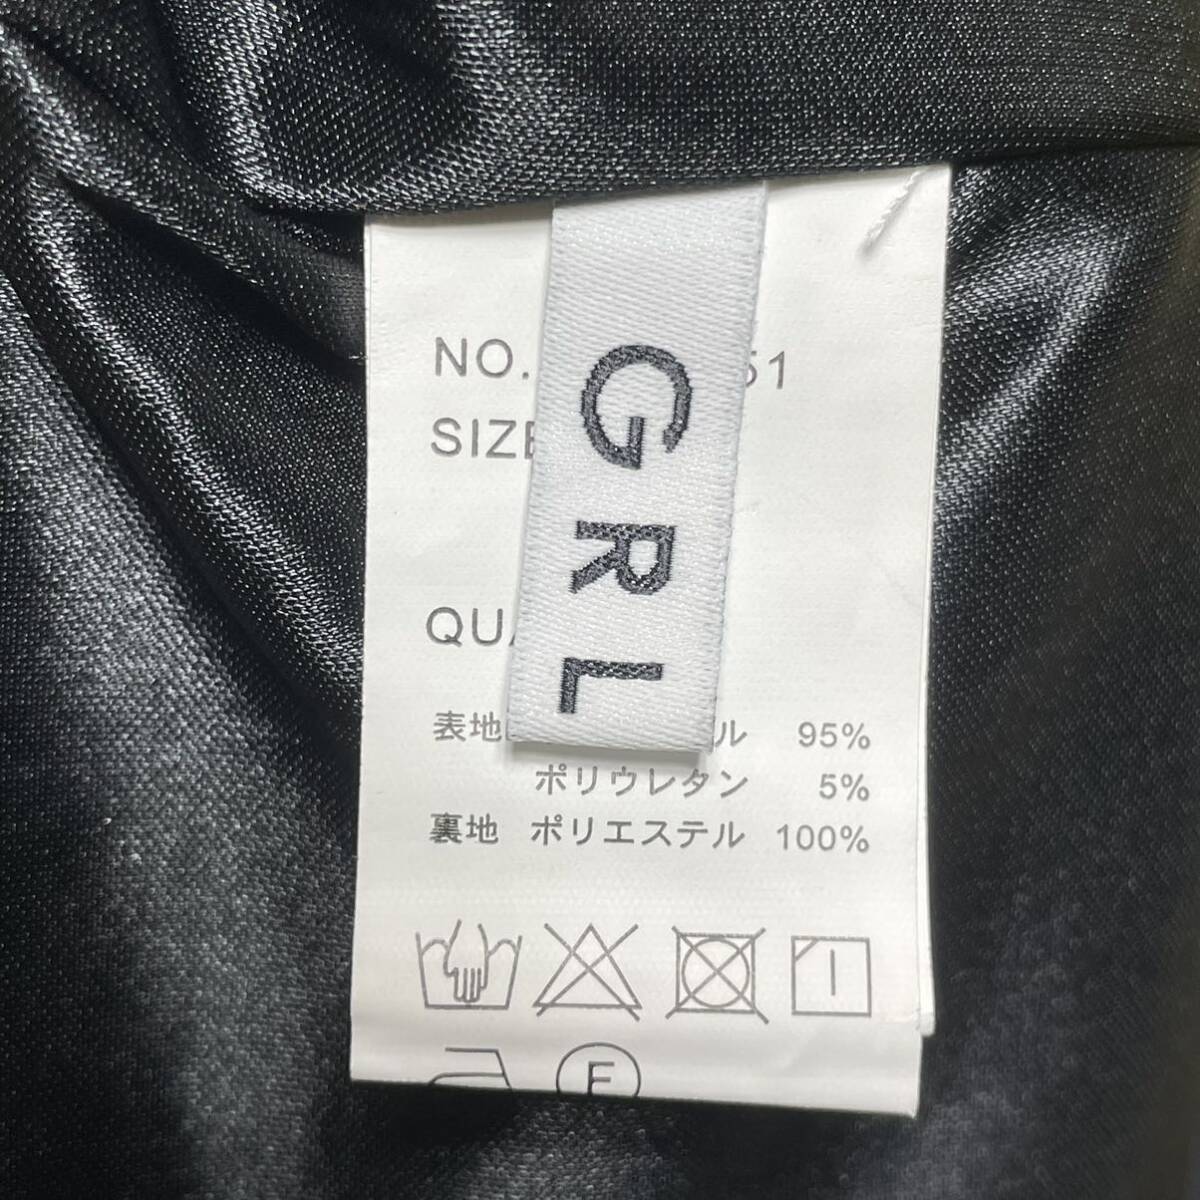 NO. 51
SIZE
GRL
QUA
表地 ル 95%
ポリウレタン 5%
裏地 ポリエステル 100%
F